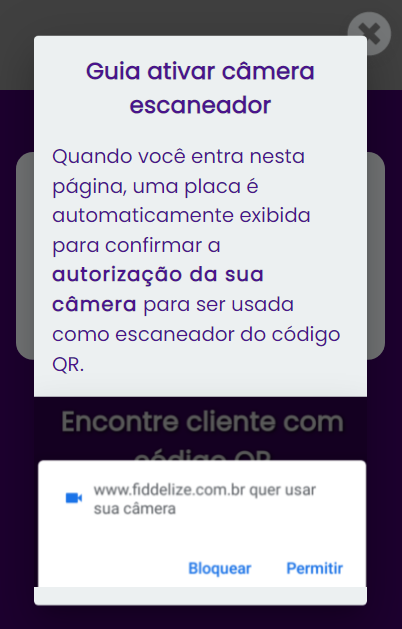 Guia ativar câmera
escaneador
Quando você entra nesta
página, uma placa é
automaticamente exibida
para confirmar a
autorização da sua
câmera para ser usada
como escaneador do código
QR.
Encontre cliente com
código QR
www.fiddelize.com.br quer usar
sua câmera
Bloquear Permitir